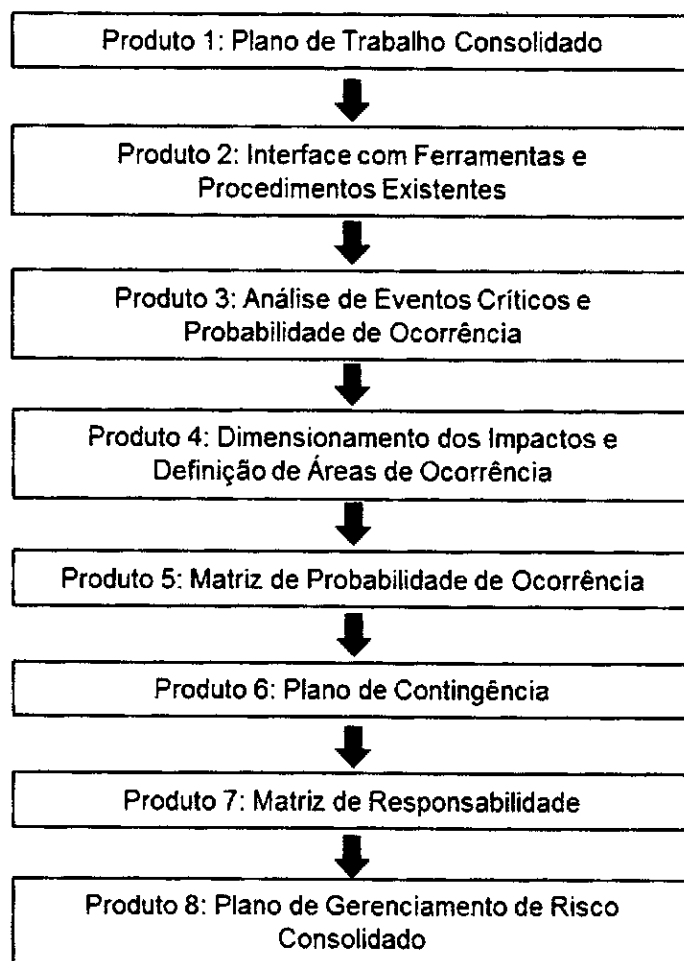 Produto 1: Plano de Trabalho Consolidado
Produto 2: Interface com Ferramentas e
Procedimentos Existentes
Produto 3: Análise de Eventos Críticos e
Probabilidade de Ocorrência
Produto 4: Dimensionamento dos Impactos e
Definição de Áreas de Ocorrência
Produto 5: Matriz de Probabilidade de Ocorrência
Produto 6: Plano de Contingência
Produto 7: Matriz de Responsabilidade
Produto 8: Plano de Gerenciamento de Risco
Consolidado